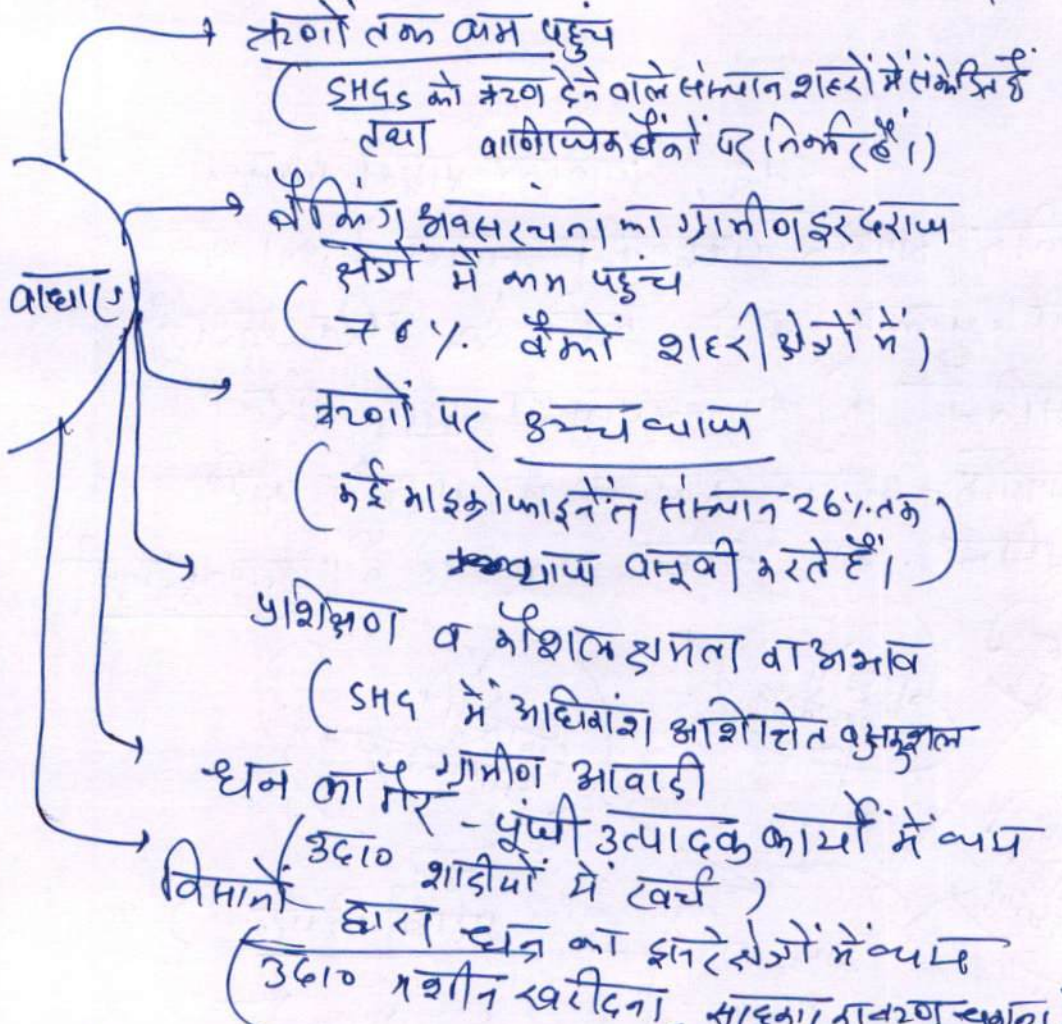 ऋणों तक कम पहुंच
(SHGs को ऋण देने वाले संस्थान शहरों में संकेंद्रित हैं
तथा वाणिज्यिक बैंकों पर निर्भर हैं।)
बाधाएं
बैंकिंग अवसंरचना का ग्रामीण इर दराज
क्षेत्रों में कम पहुंच
(76% बैंकों शहरी क्षेत्रों में)
ऋणों पर उच्च ब्याज
(कई माइक्रोफाइनेंस संस्थान 26% तक
ब्याज वसूली करते हैं।)
प्रशिक्षण व कौशल क्षमता का अभाव
(SHG में अधिकांश अशिक्षित व अकुशल
ग्रामीण आबादी
धन का गैर - पूंजी उत्पादक कार्यों में व्यय
(उदा० शादीयों में खर्च)
किसानों द्वारा धन का इतर क्षेत्रों में व्यय
(उदा० मशीन खरीदना